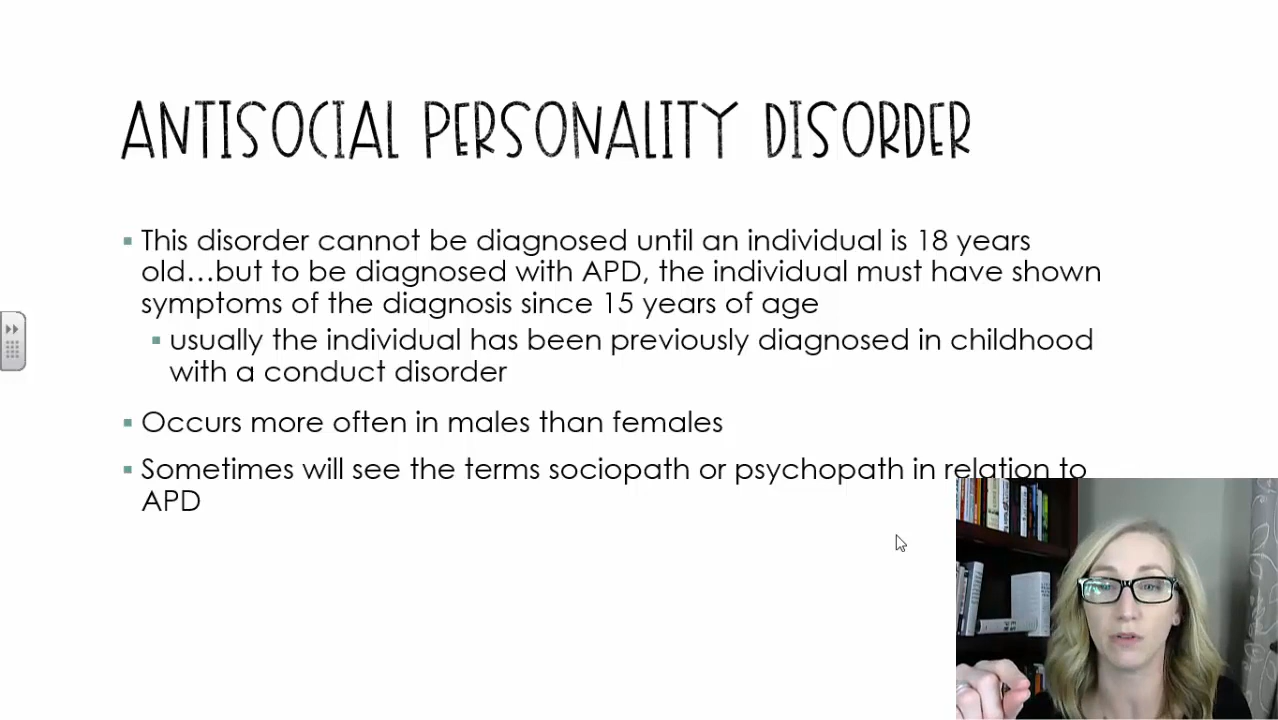 ANTISOCIAL PERSONALITY DISORDER
This disorder cannot be diagnosed until an individual is 18 years
old...but to be diagnosed with APD, the individual must have shown
symptoms of the diagnosis since 15 years of age
usually the individual has been previously diagnosed in childhood
with a conduct disorder
Occurs more often in males than females
Sometimes will see the terms sociopath or psychopath in relation to
APD